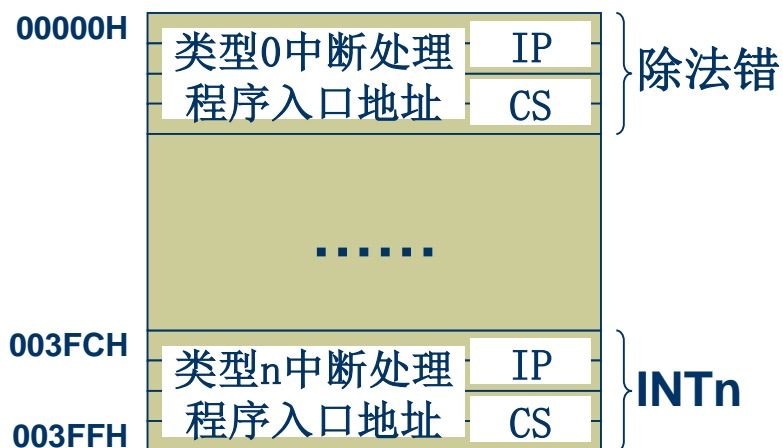 00000H
类型0中断处理 IP
程序入口地址 CS
除法错
……
003FCH
类型n中断处理 IP
程序入口地址 CS
INTn
003FFH